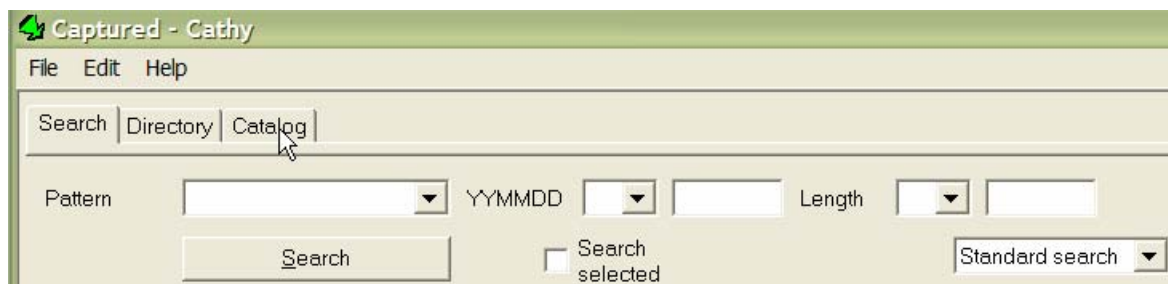 Captured - Cathy
File Edit Help
Search Directory Catalog
Pattern YYMMDD Length
Search Search selected Standard search